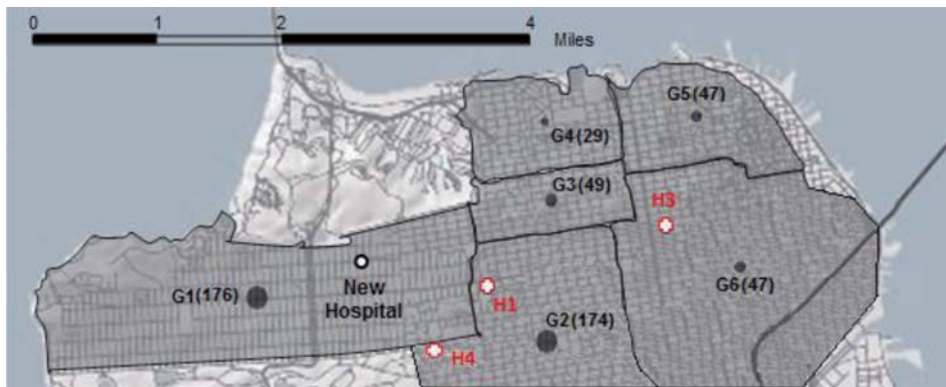 0 1 2 4
Miles
G5(47)
G4(29)
G3(49)
H3
G1(176)
New
Hospital
H1
G6(47)
G2(174)
H4